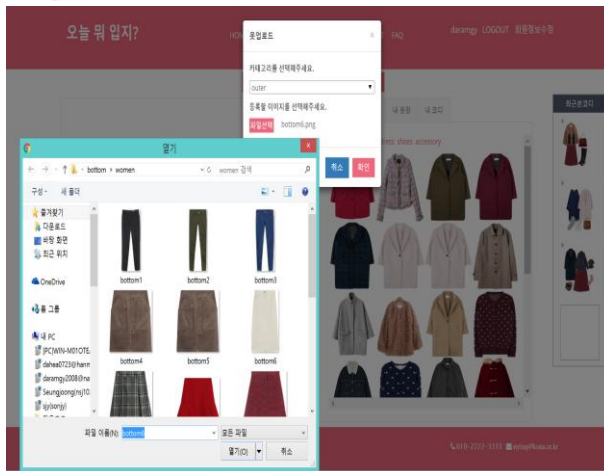 오늘 뭐 입지?
FAQ
daramgy LOGOUT 회원정보수정
옷업로드
×
카테고리를 선택해주세요.
outer
등록할 이미지를 선택해주세요.
파일선택 bottom6.png
취소 확인
내 옷장 내 코디
dress shoes accessory
최근본코디
열기
bottom ▸ women
women 검색
구성 새 폴더
즐겨찾기
다운로드
바탕 화면
최근 위치
OneDrive
홈 그룹
내 PC
daramgy2008@na
bottom1 bottom2 bottom3
bottom4 bottom5 bottom6
파일 이름(N): bottom6
모든 파일
열기(O) 취소